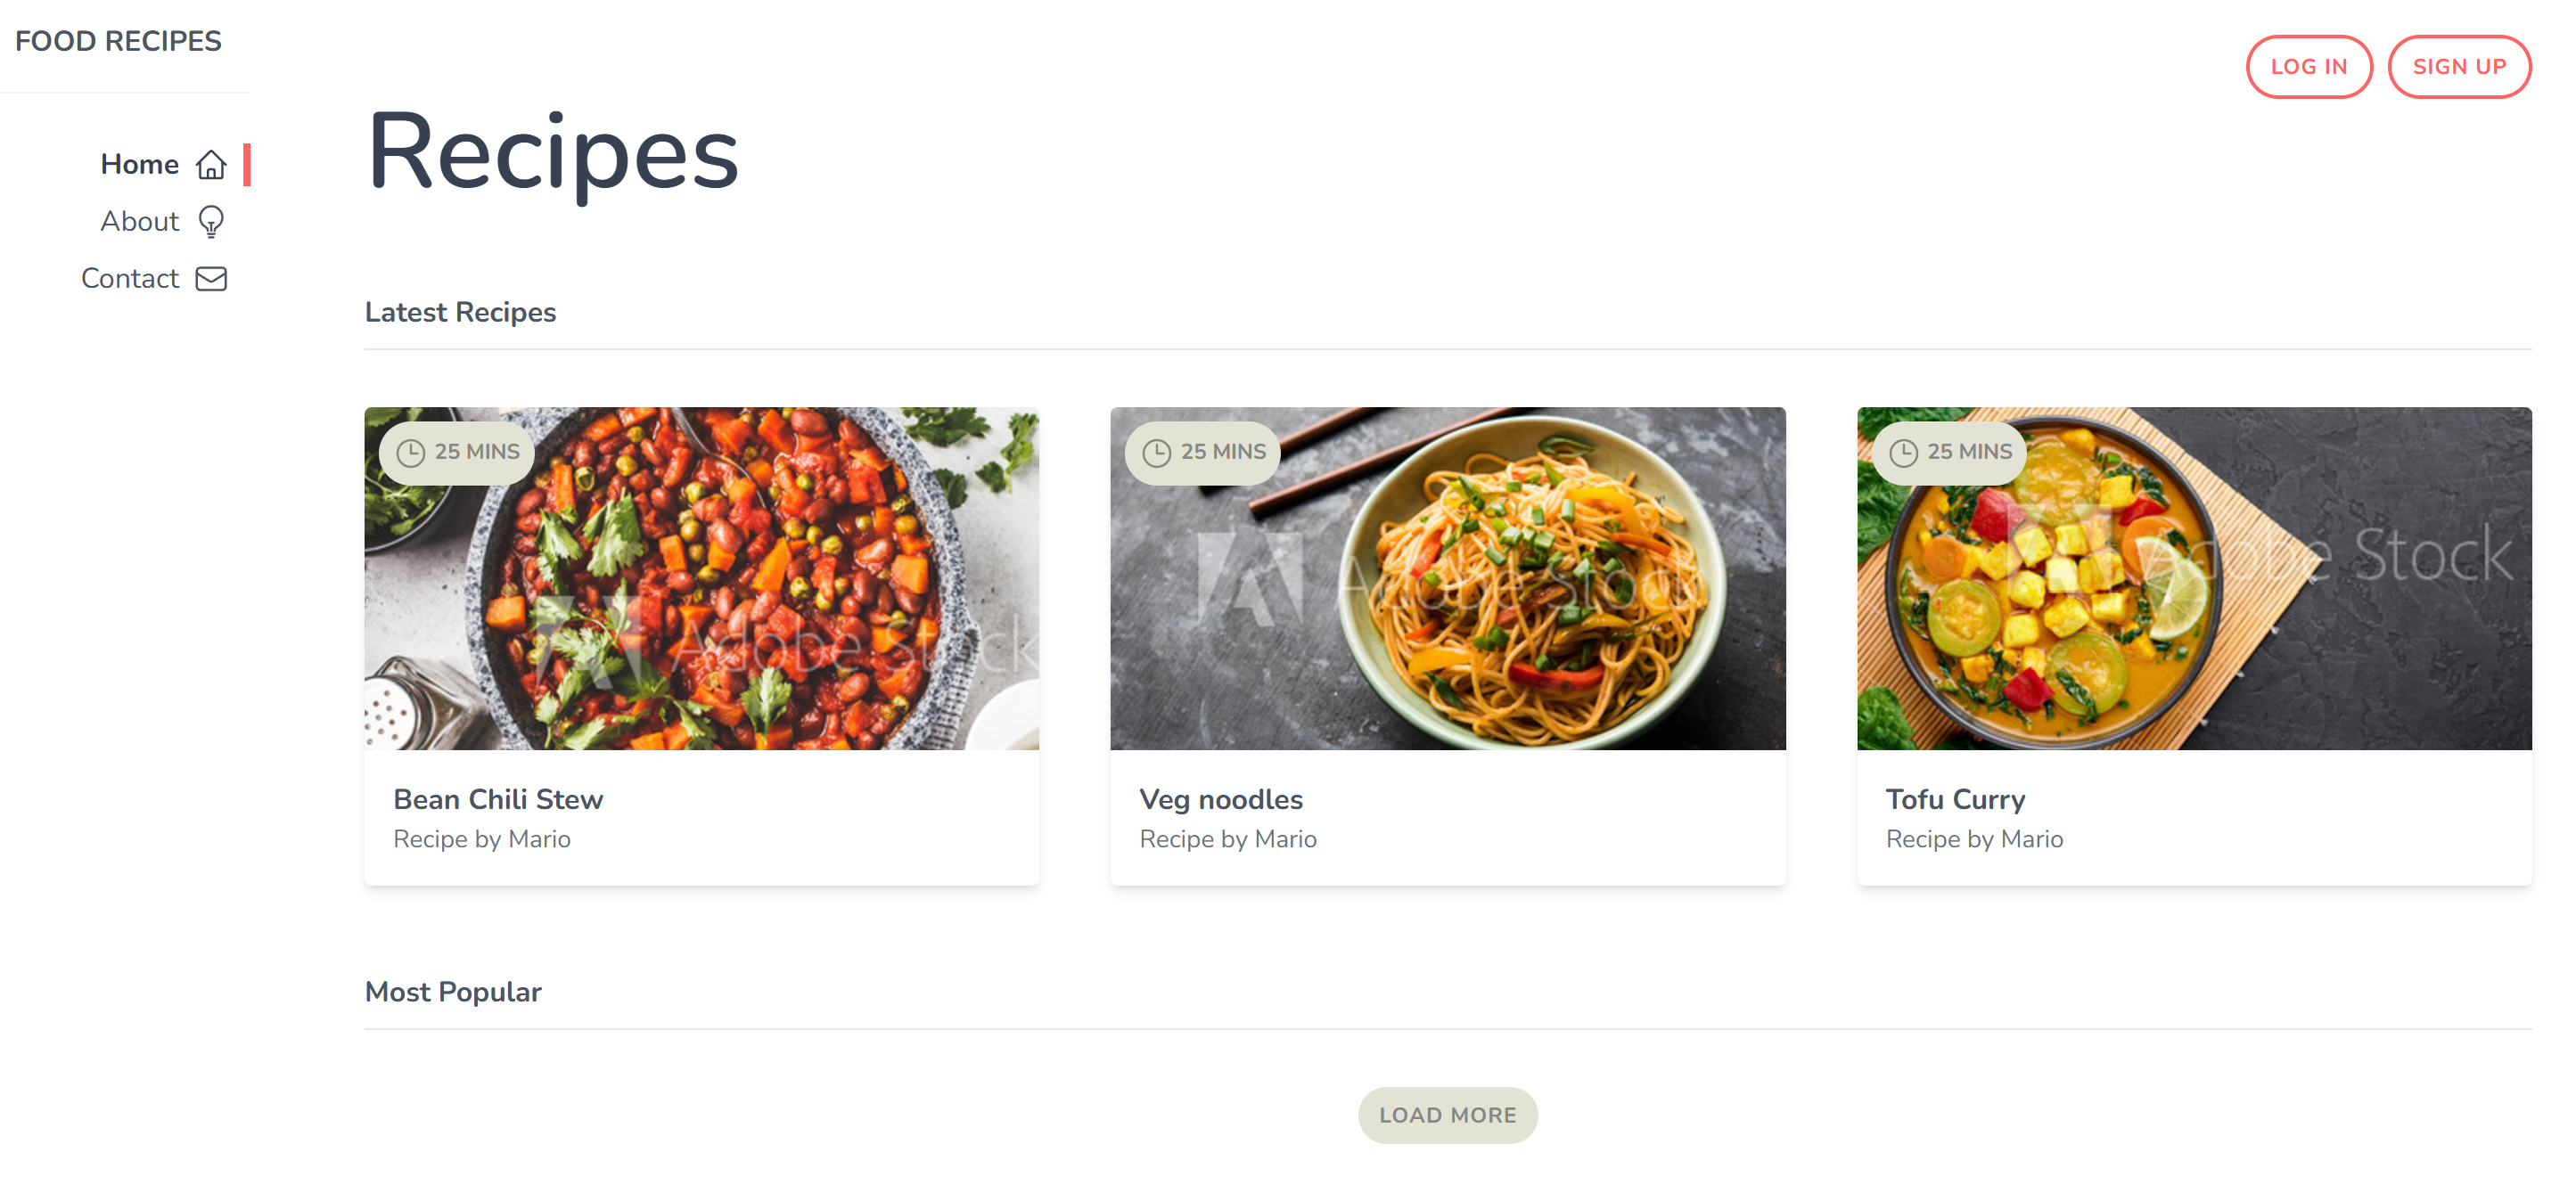 FOOD RECIPES
LOG IN
SIGN UP
Home
About
Contact
Recipes
Latest Recipes
25 MINS
Adobe Stock
Bean Chili Stew
Recipe by Mario
25 MINS
Adobe Stock
Veg noodles
Recipe by Mario
25 MINS
Adobe Stock
Tofu Curry
Recipe by Mario
Most Popular
LOAD MORE